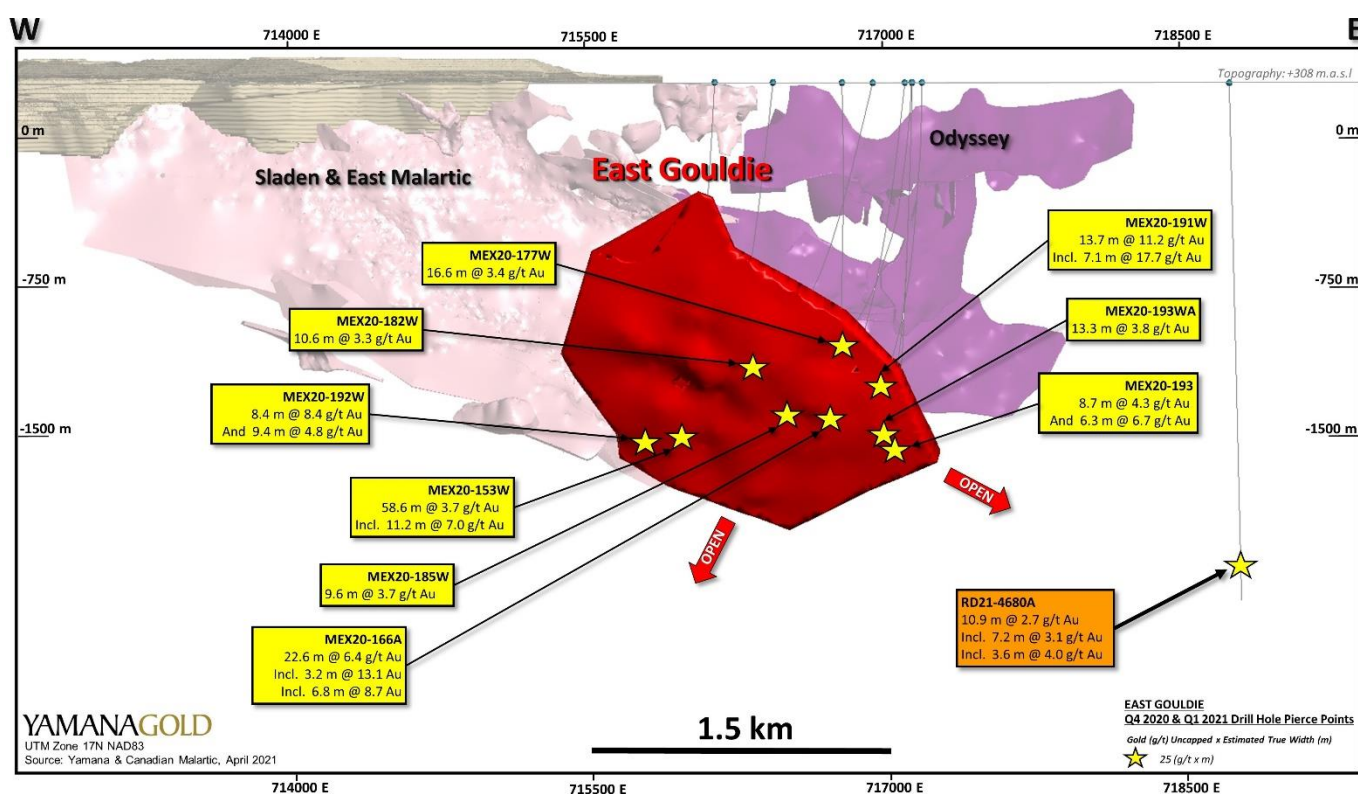 W
E
714000 E
715500 E
717000 E
718500 E
Topography: +308 m.a.s.l
0 m
0 m
Odyssey
East Gouldie
Sladen & East Malartic
MEX20-191W
13.7 m @ 11.2 g/t Au
Incl. 7.1 m @ 17.7 g/t Au
MEX20-177W
16.6 m @ 3.4 g/t Au
-750 m
-750 m
MEX20-193WA
13.3 m @ 3.8 g/t Au
MEX20-182W
10.6 m @ 3.3 g/t Au
MEX20-193
8.7 m @ 4.3 g/t Au
And 6.3 m @ 6.7 g/t Au
MEX20-192W
8.4 m @ 8.4 g/t Au
And 9.4 m @ 4.8 g/t Au
-1500 m
-1500 m
MEX20-153W
58.6 m @ 3.7 g/t Au
Incl. 11.2 m @ 7.0 g/t Au
OPEN
OPEN
MEX20-185W
9.6 m @ 3.7 g/t Au
RD21-4680A
10.9 m @ 2.7 g/t Au
Incl. 7.2 m @ 3.1 g/t Au
Incl. 3.6 m @ 4.0 g/t Au
MEX20-166A
22.6 m @ 6.4 g/t Au
Incl. 3.2 m @ 13.1 Au
Incl. 6.8 m @ 8.7 Au
YAMANAGOLD
UTM Zone 17N NAD83
Source: Yamana & Canadian Malartic, April 2021
1.5 km
EAST GOULDIE
Q4 2020 & Q1 2021 Drill Hole Pierce Points
Gold (g/t) Uncapped x Estimated True Width (m)
25 (g/t x m)
714000 E
715500 E
717000 E
718500 E